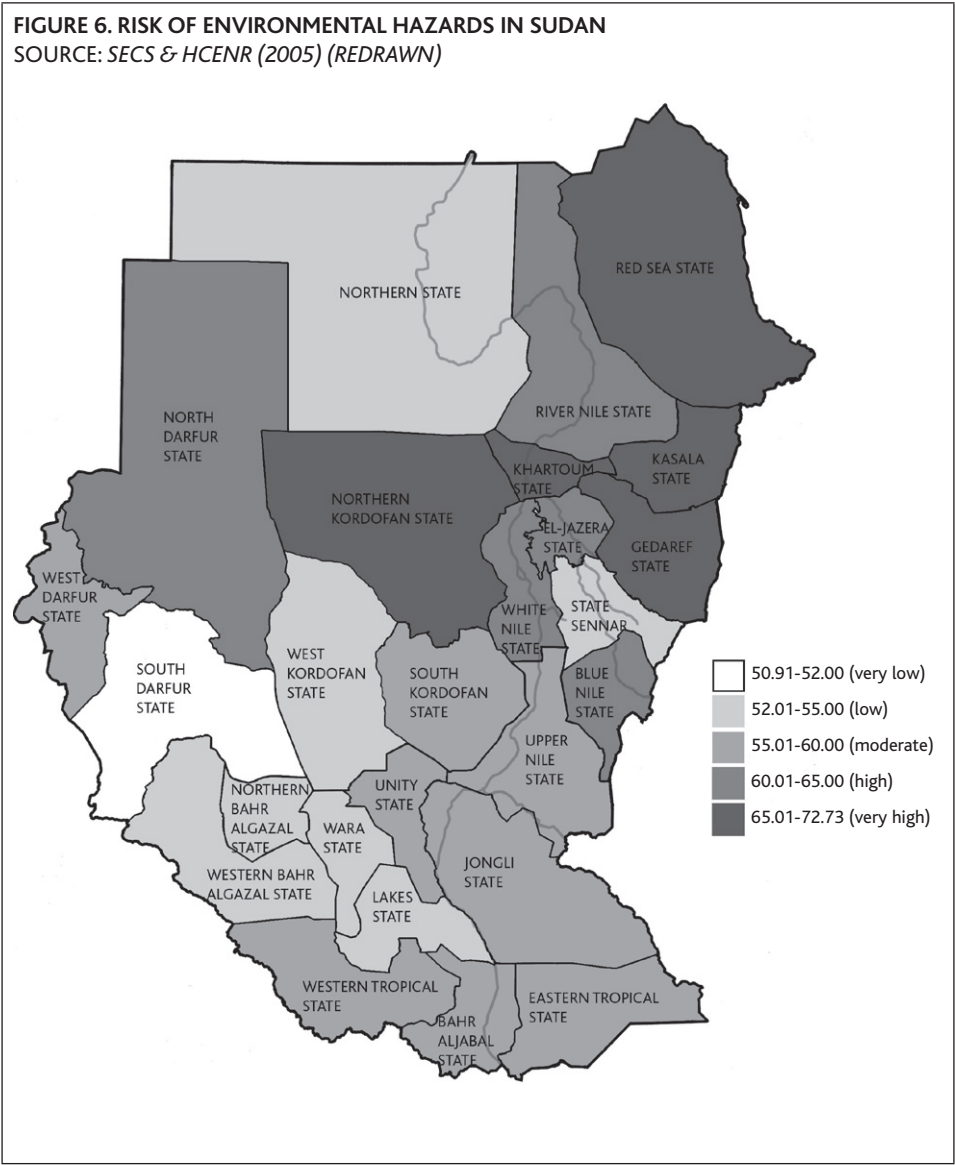 FIGURE 6. RISK OF ENVIRONMENTAL HAZARDS IN SUDAN
SOURCE: SECS & HCENR (2005) (REDRAWN)
RED SEA STATE
NORTHERN STATE
RIVER NILE STATE
NORTH
DARFUR
STATE
KHARTOUM
STATE
KASALA
STATE
NORTHERN
KORDOFAN STATE
EL-JAZERA
STATE
GEDAREF
STATE
WEST
DARFUR
STATE
WHITE
NILE
STATE
STATE
SENNAR
SOUTH
DARFUR
STATE
WEST
KORDOFAN
STATE
SOUTH
KORDOFAN
STATE
BLUE
NILE
STATE
UPPER
NILE
STATE
NORTHERN
BAHR
ALGAZAL
STATE
UNITY
STATE
WARA
STATE
WESTERN BAHR
ALGAZAL STATE
JONGLI
STATE
LAKES
STATE
WESTERN TROPICAL
STATE
BAHR
ALJABAL
STATE
EASTERN TROPICAL
STATE
50.91-52.00 (very low)
52.01-55.00 (low)
55.01-60.00 (moderate)
60.01-65.00 (high)
65.01-72.73 (very high)